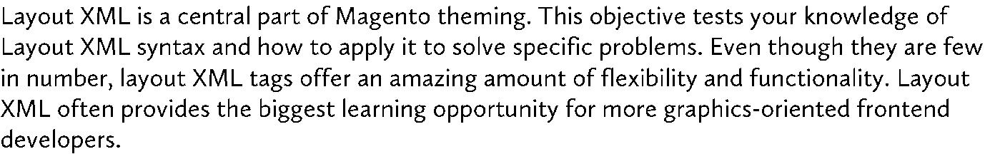 Layout XML is a central part of Magento theming. This objective tests your knowledge of
Layout XML syntax and how to apply it to solve specific problems. Even though they are few
in number, layout XML tags offer an amazing amount of flexibility and functionality. Layout
XML often provides the biggest learning opportunity for more graphics-oriented frontend
developers.